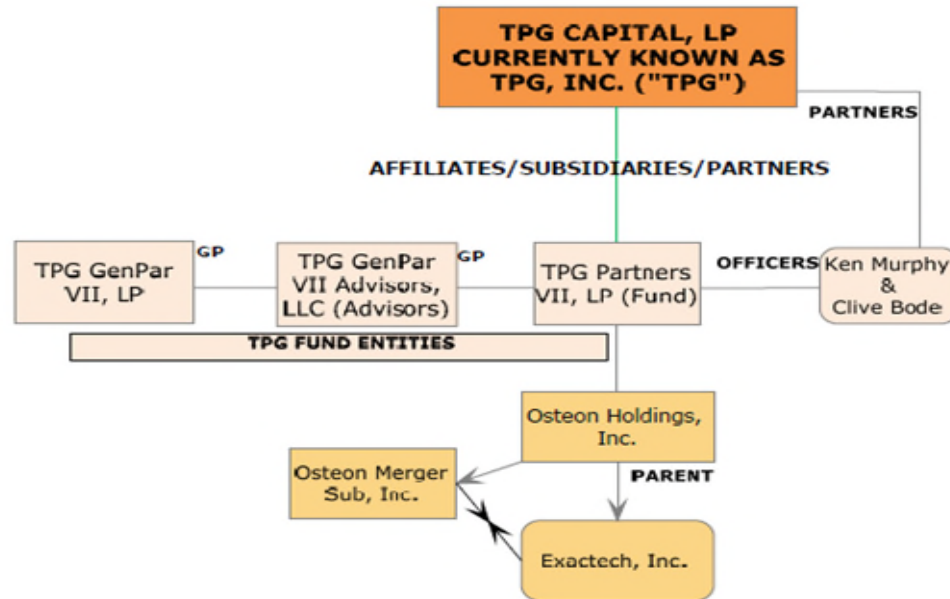 TPG CAPITAL, LP
CURRENTLY KNOWN AS
TPG, INC. ("TPG")
PARTNERS
AFFILIATES/SUBSIDIARIES/PARTNERS
TPG GenPar
VII, LP
GP
TPG GenPar
VII Advisors,
LLC (Advisors)
GP
TPG Partners
VII, LP (Fund)
OFFICERS
Ken Murphy
&
Clive Bode
TPG FUND ENTITIES
Osteon Holdings,
Inc.
Osteon Merger
Sub, Inc.
PARENT
Exactech, Inc.